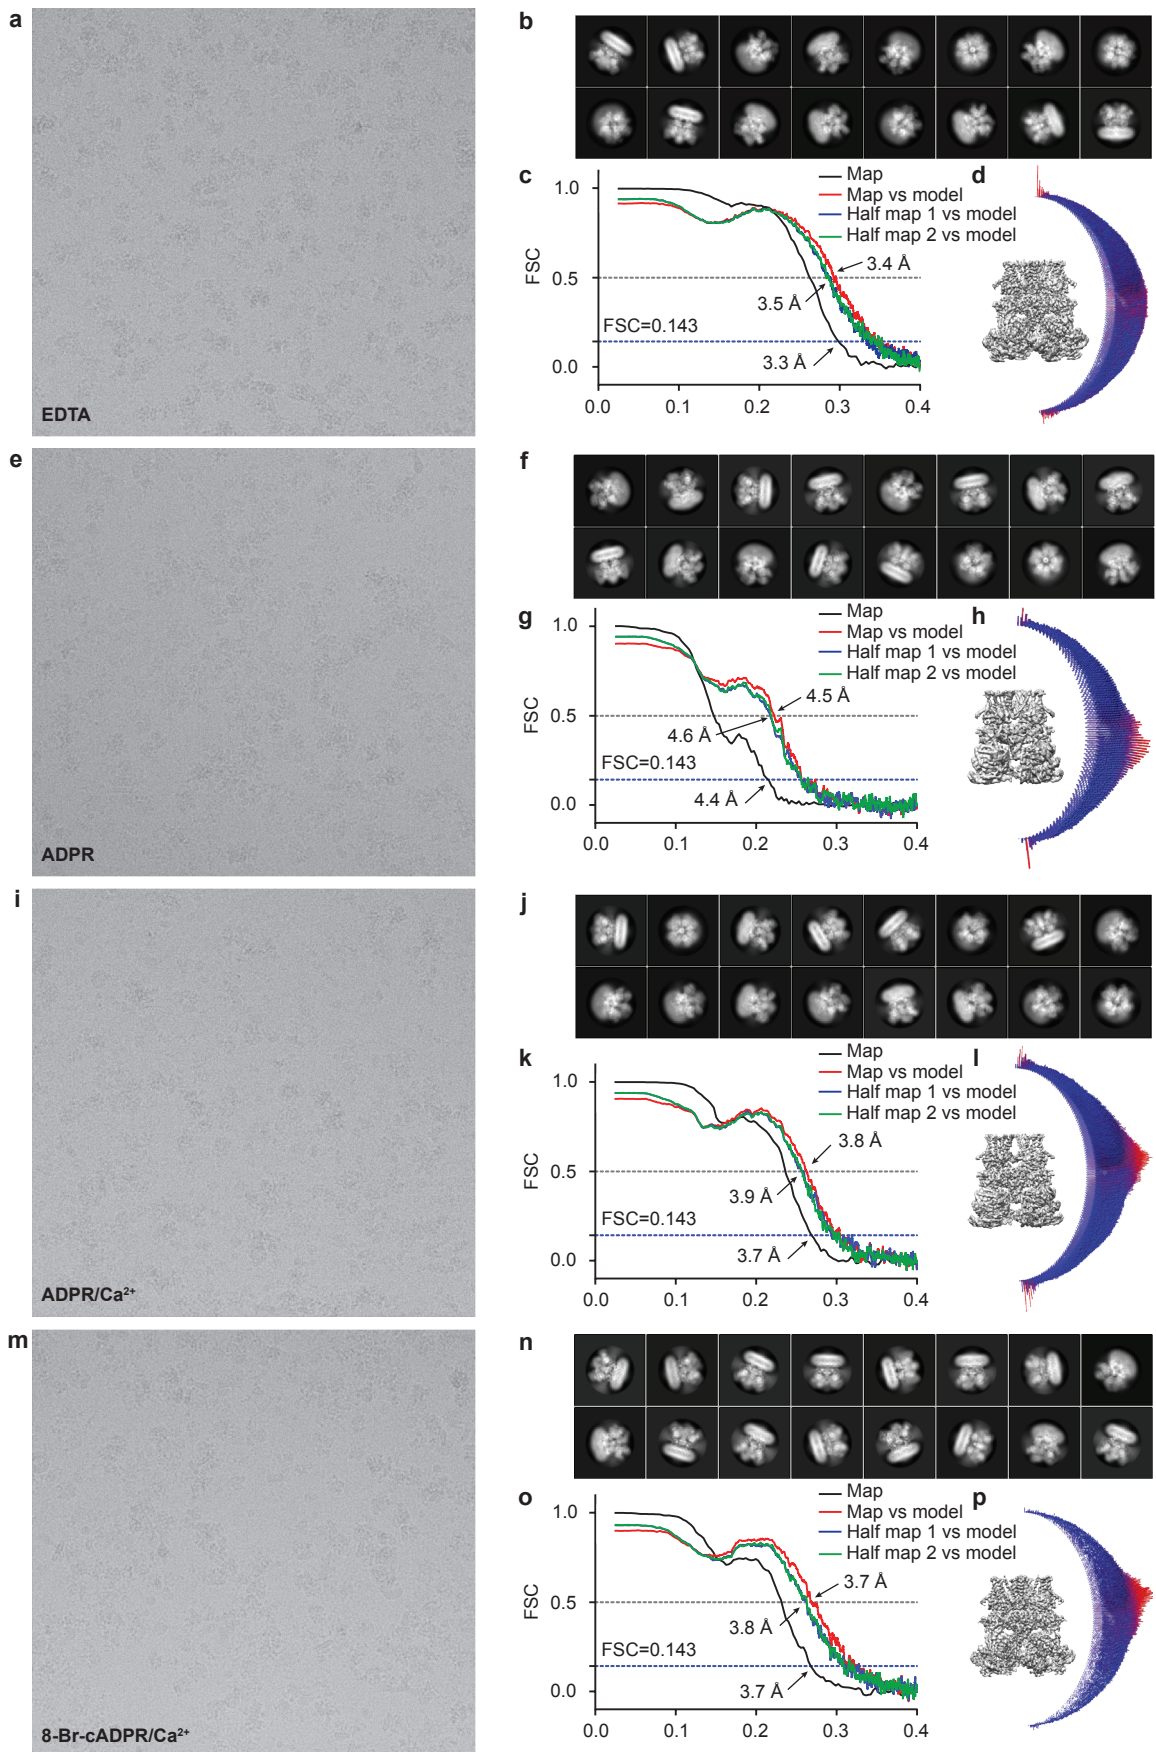 a
EDTA
b
c
Map
Map vs model
Half map 1 vs model
Half map 2 vs model
FSC
1.0
0.5
0.0
3.4 Å
3.5 Å
FSC=0.143
3.3 Å
0.0 0.1 0.2 0.3 0.4
d
e
ADPR
f
g
Map
Map vs model
Half map 1 vs model
Half map 2 vs model
FSC
1.0
0.5
0.0
4.5 Å
4.6 Å
FSC=0.143
4.4 Å
0.0 0.1 0.2 0.3 0.4
h
i
ADPR/Ca²⁺
j
k
Map
Map vs model
Half map 1 vs model
Half map 2 vs model
FSC
1.0
0.5
0.0
3.8 Å
3.9 Å
FSC=0.143
3.7 Å
0.0 0.1 0.2 0.3 0.4
l
m
8-Br-cADPR/Ca²⁺
n
o
Map
Map vs model
Half map 1 vs model
Half map 2 vs model
FSC
1.0
0.5
0.0
3.7 Å
3.8 Å
FSC=0.143
3.7 Å
0.0 0.1 0.2 0.3 0.4
p